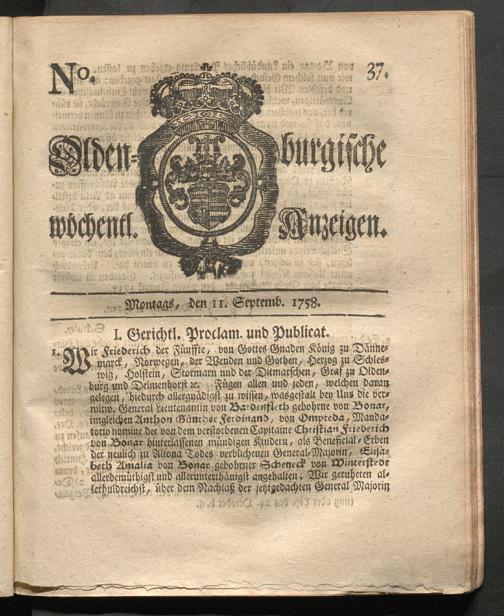 No. 37.
Olden- burgische
wöchentl. Anzeigen.
Montags, den 11. Septemb. 1758.
I. Gerichtl. Proclam. und Publicat.
1. Wir Friederich der Fünffte, von Gottes Gnaden König zu Dänne-
marck, Norwegen, der Wenden und Gothen, Herzog zu Schles-
wig, Holstein, Stormarn und der Ditmarschen, Graf zu Olden-
burg und Delmenhorst ꝛc. Fügen allen und jeden, welchen daran
gelegen, hiedurch allergnädigst zu wissen, wasgestalt bey Uns die ver-
witw. General Lieutenantin von Bardenfleth gebohrne von Bonar,
imgleichen Anthon Günther Ferdinand, von Ompteda, Manda-
torio nomine der von dem verstorbenen Capitaine Christian Friederich
von Bonar hinterlassenen mündigen Kindern, als Beneficial-Erben
der neulich zu Altona Todes verblichenen General-Majorin, Elisa-
beth Amalia von Bonar gebohrner Scheneck von Winterstede
allerdemüthigst und allerunterthänigst angehalten; Wir geruheten al-
lerhuldreichst, über dem Nachlaß der jetztgedachten General Majorin